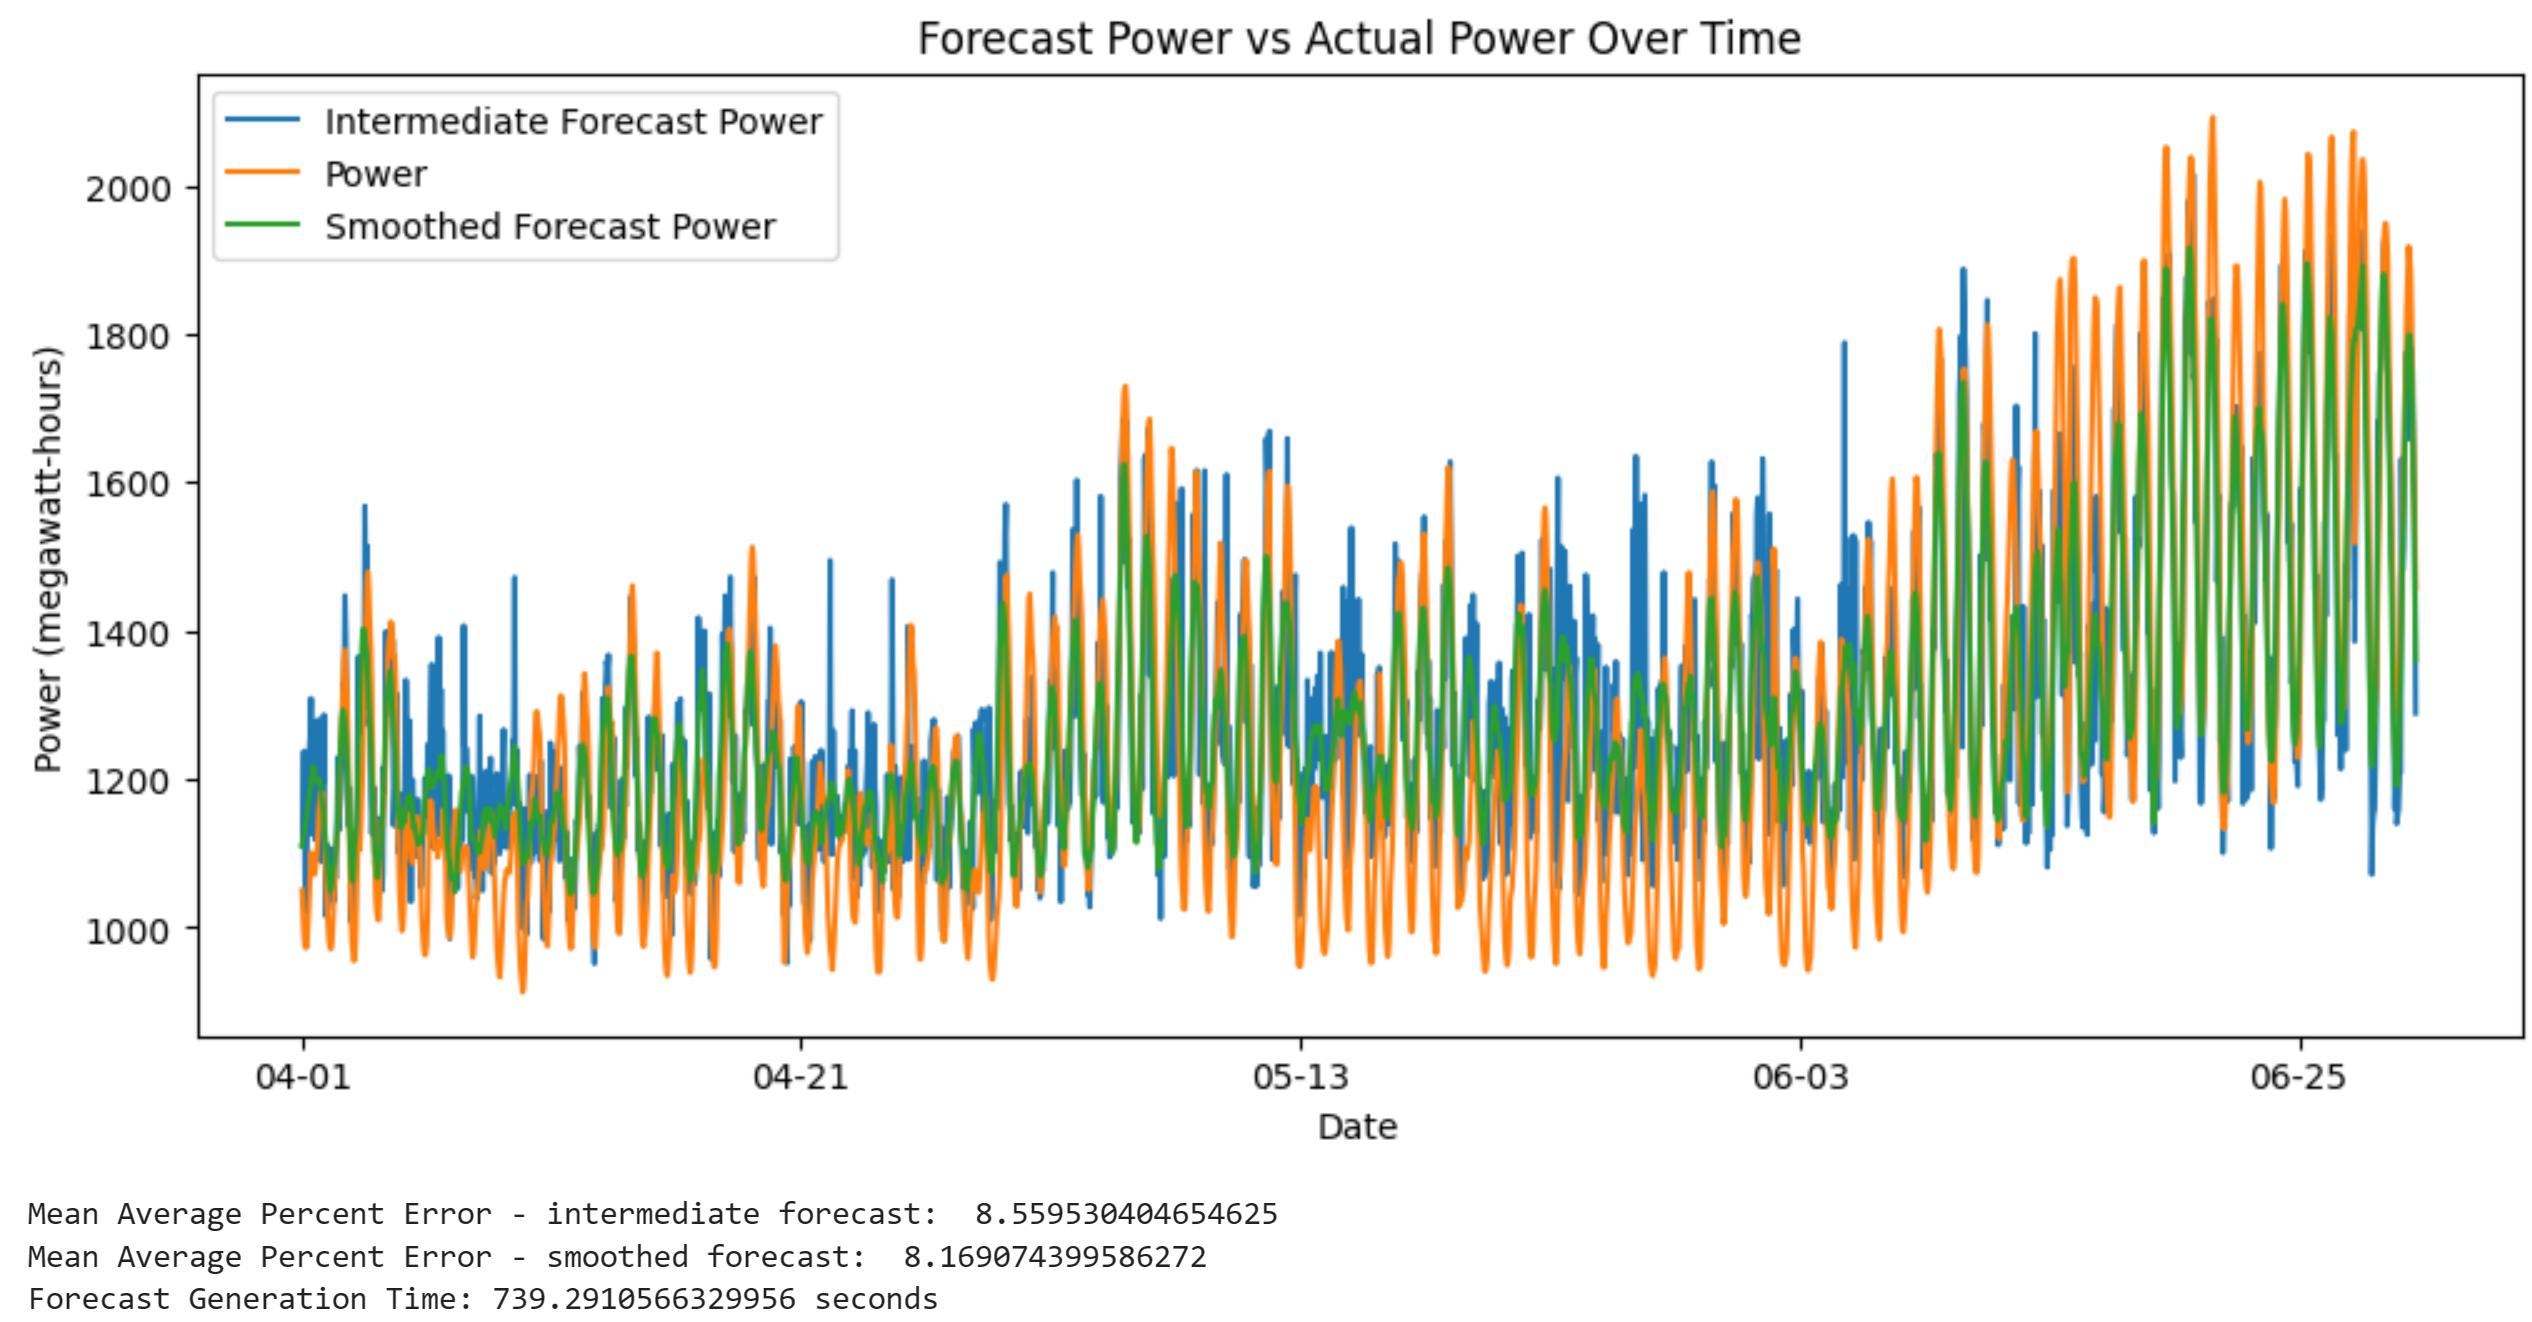 Forecast Power vs Actual Power Over Time
Intermediate Forecast Power
Power
Smoothed Forecast Power
Power (megawatt-hours)
2000
1800
1600
1400
1200
1000
04-01 04-21 05-13 06-03 06-25
Date
Mean Average Percent Error - intermediate forecast:  8.559530404654625
Mean Average Percent Error - smoothed forecast:  8.169074399586272
Forecast Generation Time: 739.2910566329956 seconds